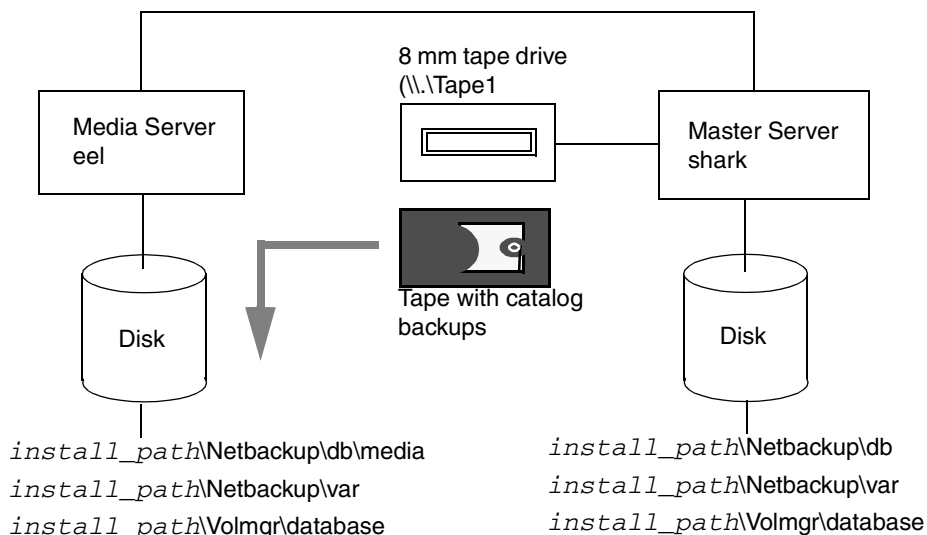 8 mm tape drive
(\\.\Tape1
Media Server
eel
Master Server
shark
Tape with catalog
backups
Disk
Disk
install_path\Netbackup\db\media
install_path\Netbackup\var
install_path\Volmgr\database
install_path\Netbackup\db
install_path\Netbackup\var
install_path\Volmgr\database